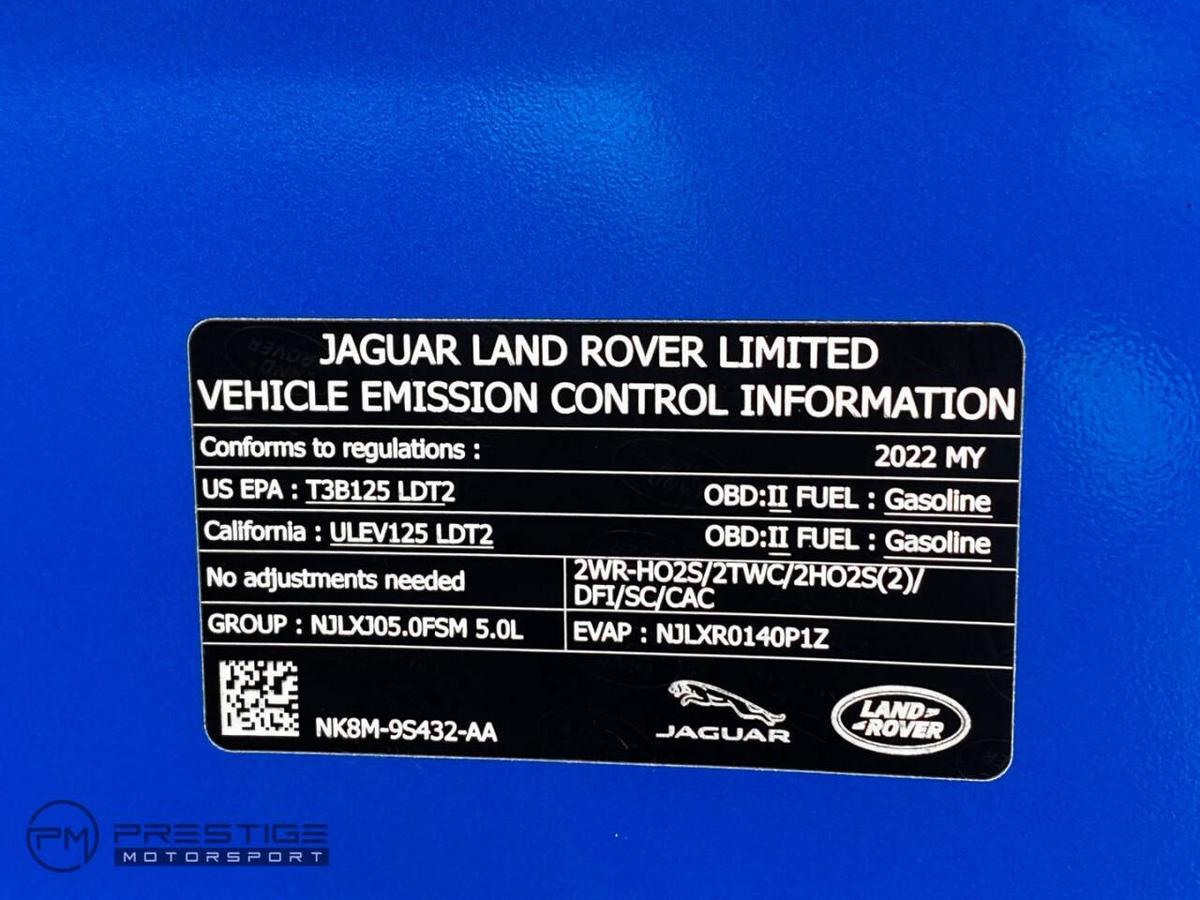 JAGUAR LAND ROVER LIMITED
VEHICLE EMISSION CONTROL INFORMATION
Conforms to regulations : 2022 MY
US EPA : T3B125 LDT2 OBD:II FUEL : Gasoline
California : ULEV125 LDT2 OBD:II FUEL : Gasoline
No adjustments needed
2WR-HO2S/2TWC/2HO2S(2)/
DFI/SC/CAC
GROUP : NJLXJ05.0FSM 5.0L
EVAP : NJLXR0140P1Z
NK8M-9S432-AA
JAGUAR
LAND
ROVER
PM PRESTIGE
MOTORSPORT